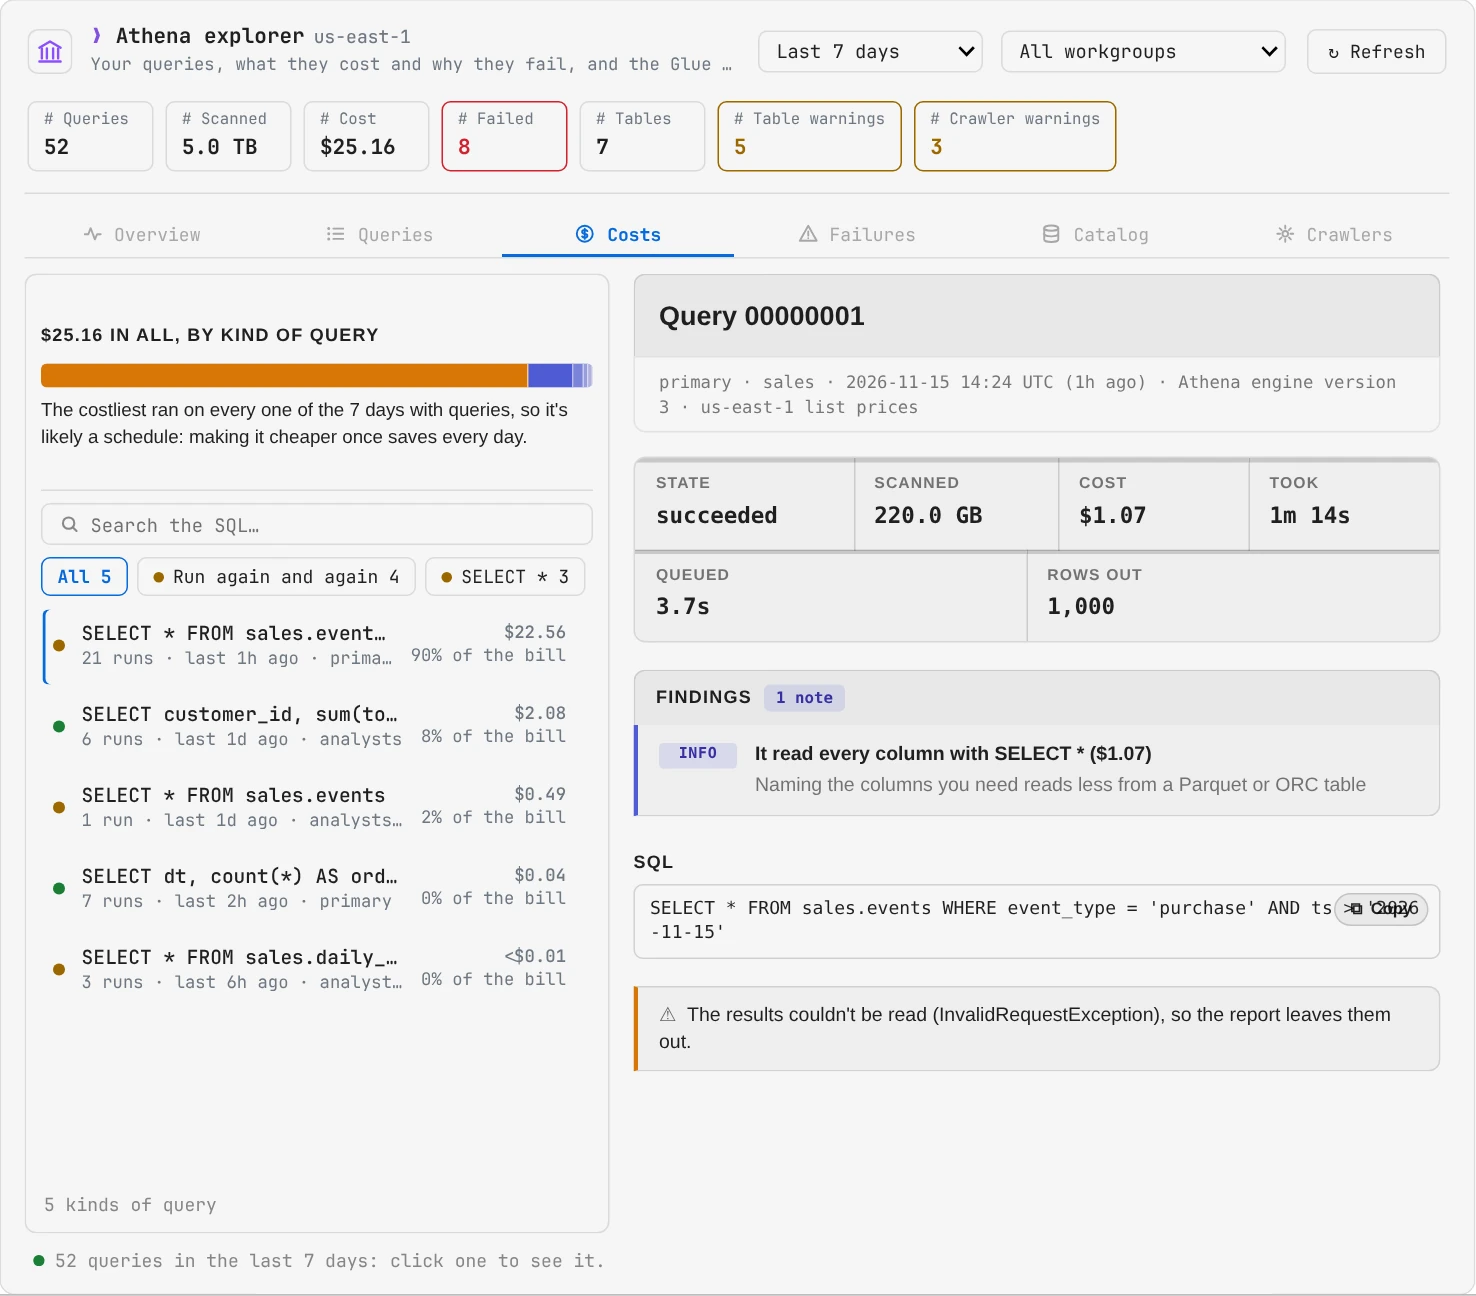 ❫ Athena explorer us-east-1
Your queries, what they cost and why they fail, and the Glue …
Last 7 days
All workgroups
↻ Refresh
# Queries
52
# Scanned
5.0 TB
# Cost
$25.16
# Failed
8
# Tables
7
# Table warnings
5
# Crawler warnings
3
Overview
Queries
Costs
Failures
Catalog
Crawlers
$25.16 IN ALL, BY KIND OF QUERY
The costliest ran on every one of the 7 days with queries, so it's
likely a schedule: making it cheaper once saves every day.
Search the SQL…
All 5
Run again and again 4
SELECT * 3
SELECT * FROM sales.event… $22.56
21 runs · last 1h ago · prima… 90% of the bill
SELECT customer_id, sum(to… $2.08
6 runs · last 1d ago · analysts 8% of the bill
SELECT * FROM sales.events $0.49
1 run · last 1d ago · analysts… 2% of the bill
SELECT dt, count(*) AS ord… $0.04
7 runs · last 2h ago · primary 0% of the bill
SELECT * FROM sales.daily_… <$0.01
3 runs · last 6h ago · analyst… 0% of the bill
5 kinds of query
Query 00000001
primary · sales · 2026-11-15 14:24 UTC (1h ago) · Athena engine version
3 · us-east-1 list prices
STATE
succeeded
SCANNED
220.0 GB
COST
$1.07
TOOK
1m 14s
QUEUED
3.7s
ROWS OUT
1,000
FINDINGS 1 note
INFO It read every column with SELECT * ($1.07)
Naming the columns you need reads less from a Parquet or ORC table
SQL
SELECT * FROM sales.events WHERE event_type = 'purchase' AND ts > '2026
-11-15'
Copy
⚠ The results couldn't be read (InvalidRequestException), so the report leaves them
out.
52 queries in the last 7 days: click one to see it.